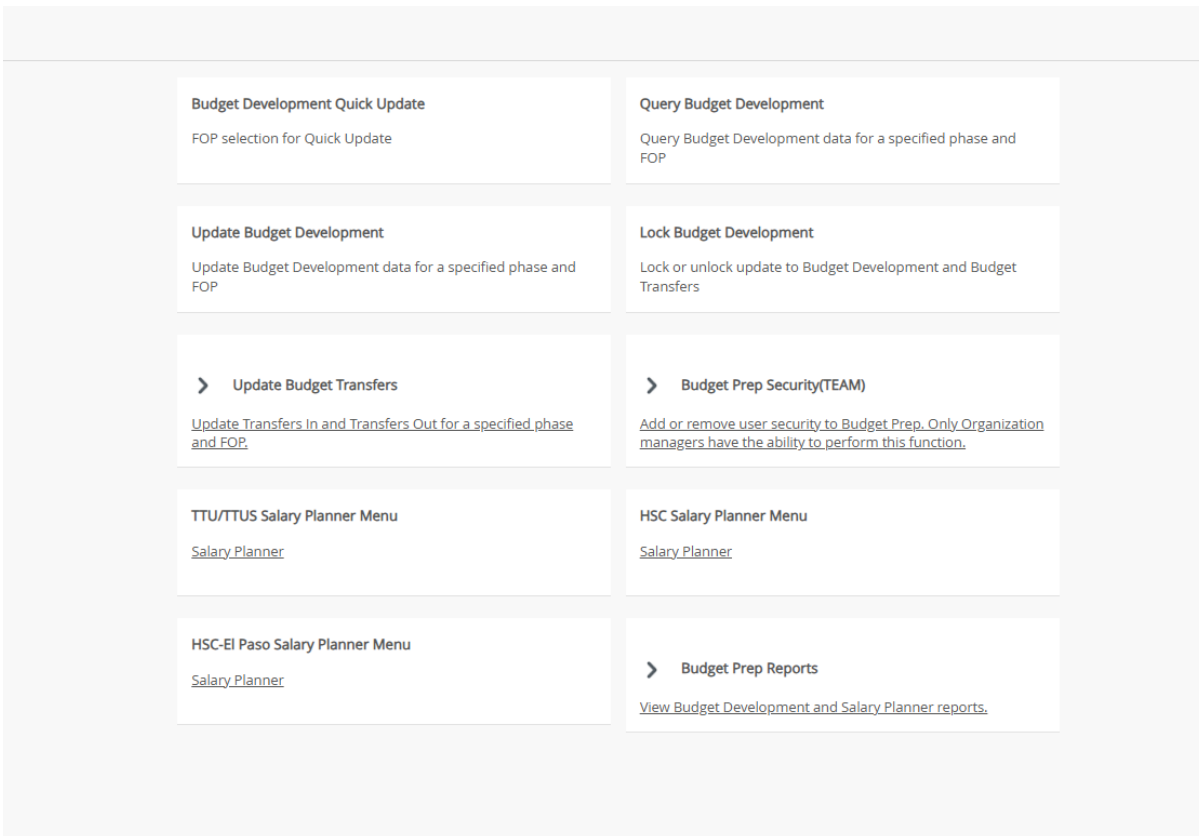 Budget Development Quick Update
FOP selection for Quick Update
Query Budget Development
Query Budget Development data for a specified phase and
FOP
Update Budget Development
Update Budget Development data for a specified phase and
FOP
Lock Budget Development
Lock or unlock update to Budget Development and Budget
Transfers
Update Budget Transfers
Update Transfers In and Transfers Out for a specified phase
and FOP.
Budget Prep Security(TEAM)
Add or remove user security to Budget Prep. Only Organization
managers have the ability to perform this function.
TTU/TTUS Salary Planner Menu
Salary Planner
HSC Salary Planner Menu
Salary Planner
HSC-El Paso Salary Planner Menu
Salary Planner
Budget Prep Reports
View Budget Development and Salary Planner reports.